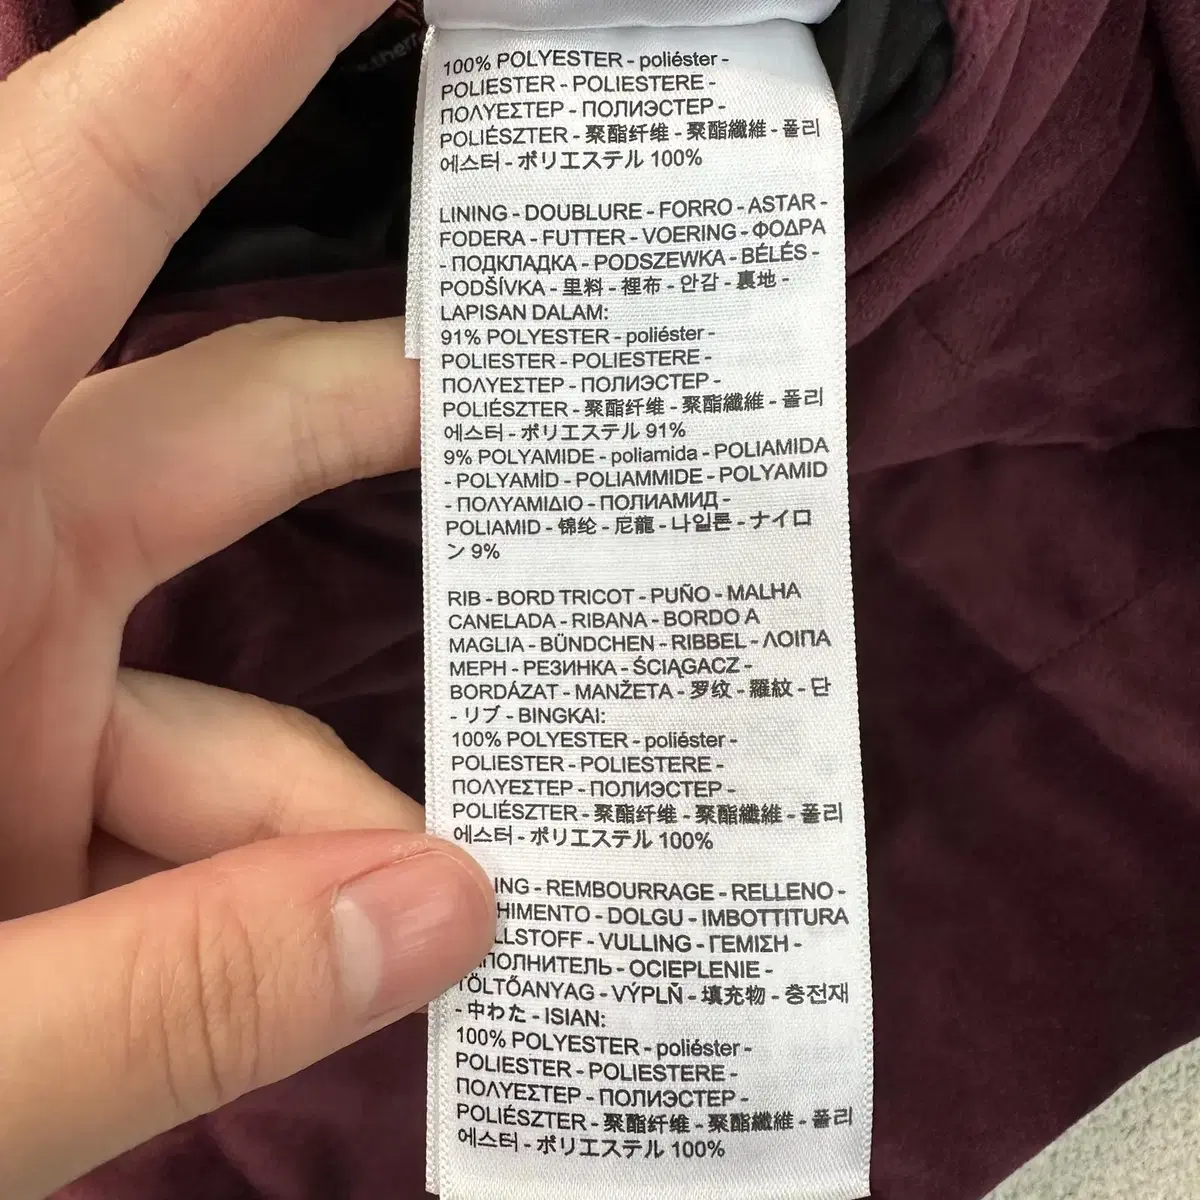 100% POLYESTER - poliéster -
POLIESTER - POLIESTERE -
ΠΟΛΥΕΣΤΕΡ - ПОЛИЭСТЕР -
POLIÉSZTER - 聚酯纤维 - 聚酯纖維 - 폴리
에스터 - ポリエステル 100%
LINING - DOUBLURE - FORRO - ASTAR -
FODERA - FUTTER - VOERING - ΦΟΔΡΑ
- ПОДКЛАДКА - PODSZEWKA - BÉLÉS -
PODŠÍVKA - 里料 - 裡布 - 안감 - 裏地 -
LAPISAN DALAM:
91% POLYESTER - poliéster -
POLIESTER - POLIESTERE -
ΠΟΛΥΕΣΤΕΡ - ПОЛИЭСТЕР -
POLIÉSZTER - 聚酯纤维 - 聚酯纖維 - 폴리
에스터 - ポリエステル 91%
9% POLYAMIDE - poliamida - POLIAMIDA
- POLYAMÍD - POLIAMMIDE - POLYAMID
- ΠΟΛΥΑΜΙΔΙΟ - ПОЛИАМИД -
POLIAMID - 锦纶 - 尼龍 - 나일론 - ナイロ
ン 9%
RIB - BORD TRICOT - PUÑO - MALHA
CANELADA - RIBANA - BORDO A
MAGLIA - BÜNDCHEN - RIBBEL - ΛΟΙΠΑ
ΜΕΡΗ - РЕЗИНКА - ŚCIĄGACZ -
BORDÁZAT - MANŽETA - 罗纹 - 羅紋 - 단
- リブ - BINGKAI:
100% POLYESTER - poliéster -
POLIESTER - POLIESTERE -
ΠΟΛΥΕΣΤΕΡ - ПОЛИЭСТЕР -
POLIÉSZTER - 聚酯纤维 - 聚酯纖維 - 폴리
에스터 - ポリエステル 100%
ING - REMBOURRAGE - RELLENO -
HIMENTO - DOLGU - IMBOTTITURA
LLSTOFF - VULLING - ΓΕΜΙΣΗ -
ПОЛНИТЕЛЬ - OCIEPLENIE -
TÖLTŐANYAG - VÝPLŇ - 填充物 - 충전재
- 中わた - ISIAN:
100% POLYESTER - poliéster -
POLIESTER - POLIESTERE -
ΠΟΛΥΕΣΤΕΡ - ПОЛИЭСТЕР -
POLIÉSZTER - 聚酯纤维 - 聚酯纖維 - 폴리
에스터 - ポリエステル 100%